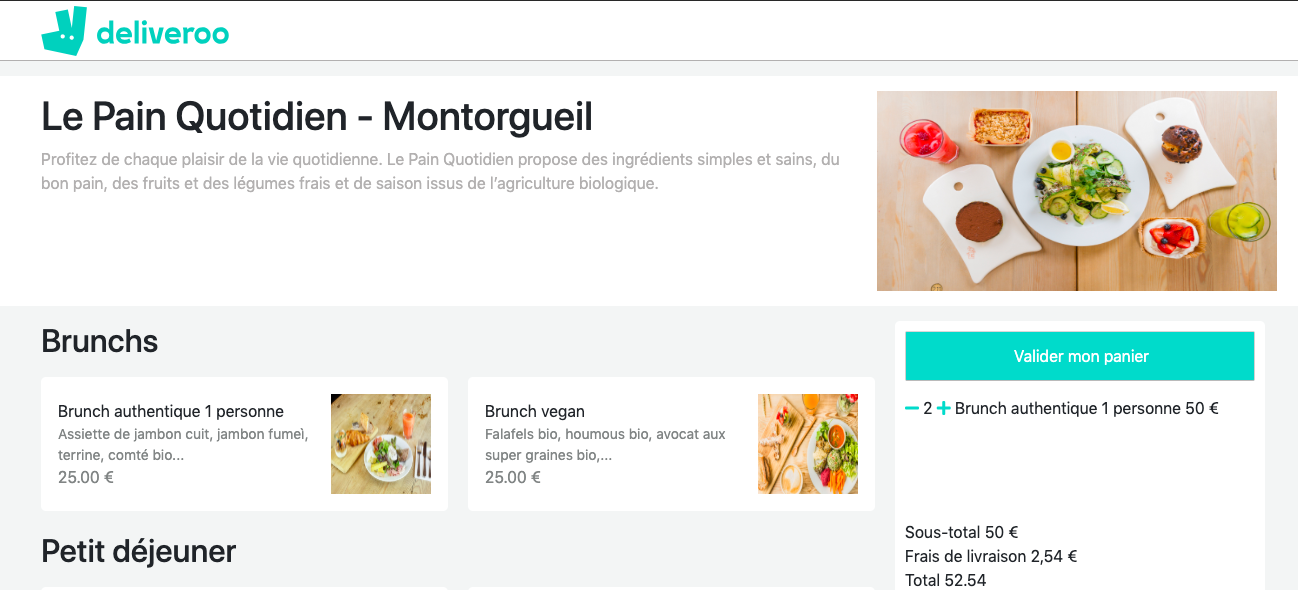 deliveroo
Le Pain Quotidien - Montorgueil
Profitez de chaque plaisir de la vie quotidienne. Le Pain Quotidien propose des ingrédients simples et sains, du
bon pain, des fruits et des légumes frais et de saison issus de l’agriculture biologique.
Brunchs
Brunch authentique 1 personne
Assiette de jambon cuit, jambon fumeì,
terrine, comté bio...
25.00 €
Brunch vegan
Falafels bio, houmous bio, avocat aux
super graines bio,...
25.00 €
Petit déjeuner
Valider mon panier
2 Brunch authentique 1 personne 50 €
Sous-total 50 €
Frais de livraison 2,54 €
Total 52.54